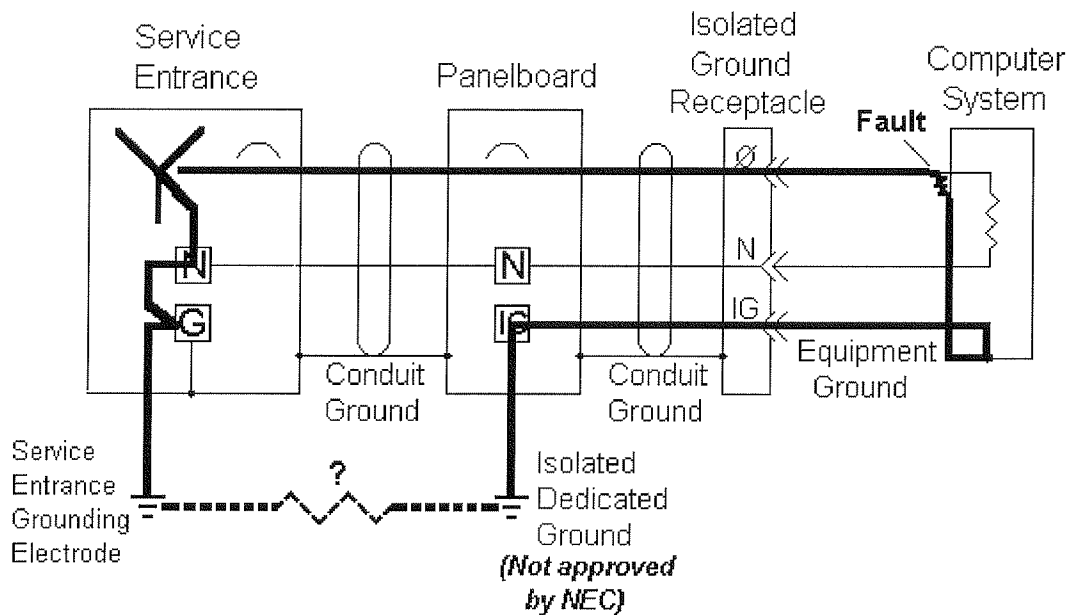 Service
Entrance
Panelboard
Isolated
Ground
Receptacle
Computer
System
Fault
Ø
N
N
N
G
IG
IG
Conduit
Ground
Conduit
Ground
Equipment
Ground
Service
Entrance
Grounding
Electrode
?
Isolated
Dedicated
Ground
(Not approved
by NEC)